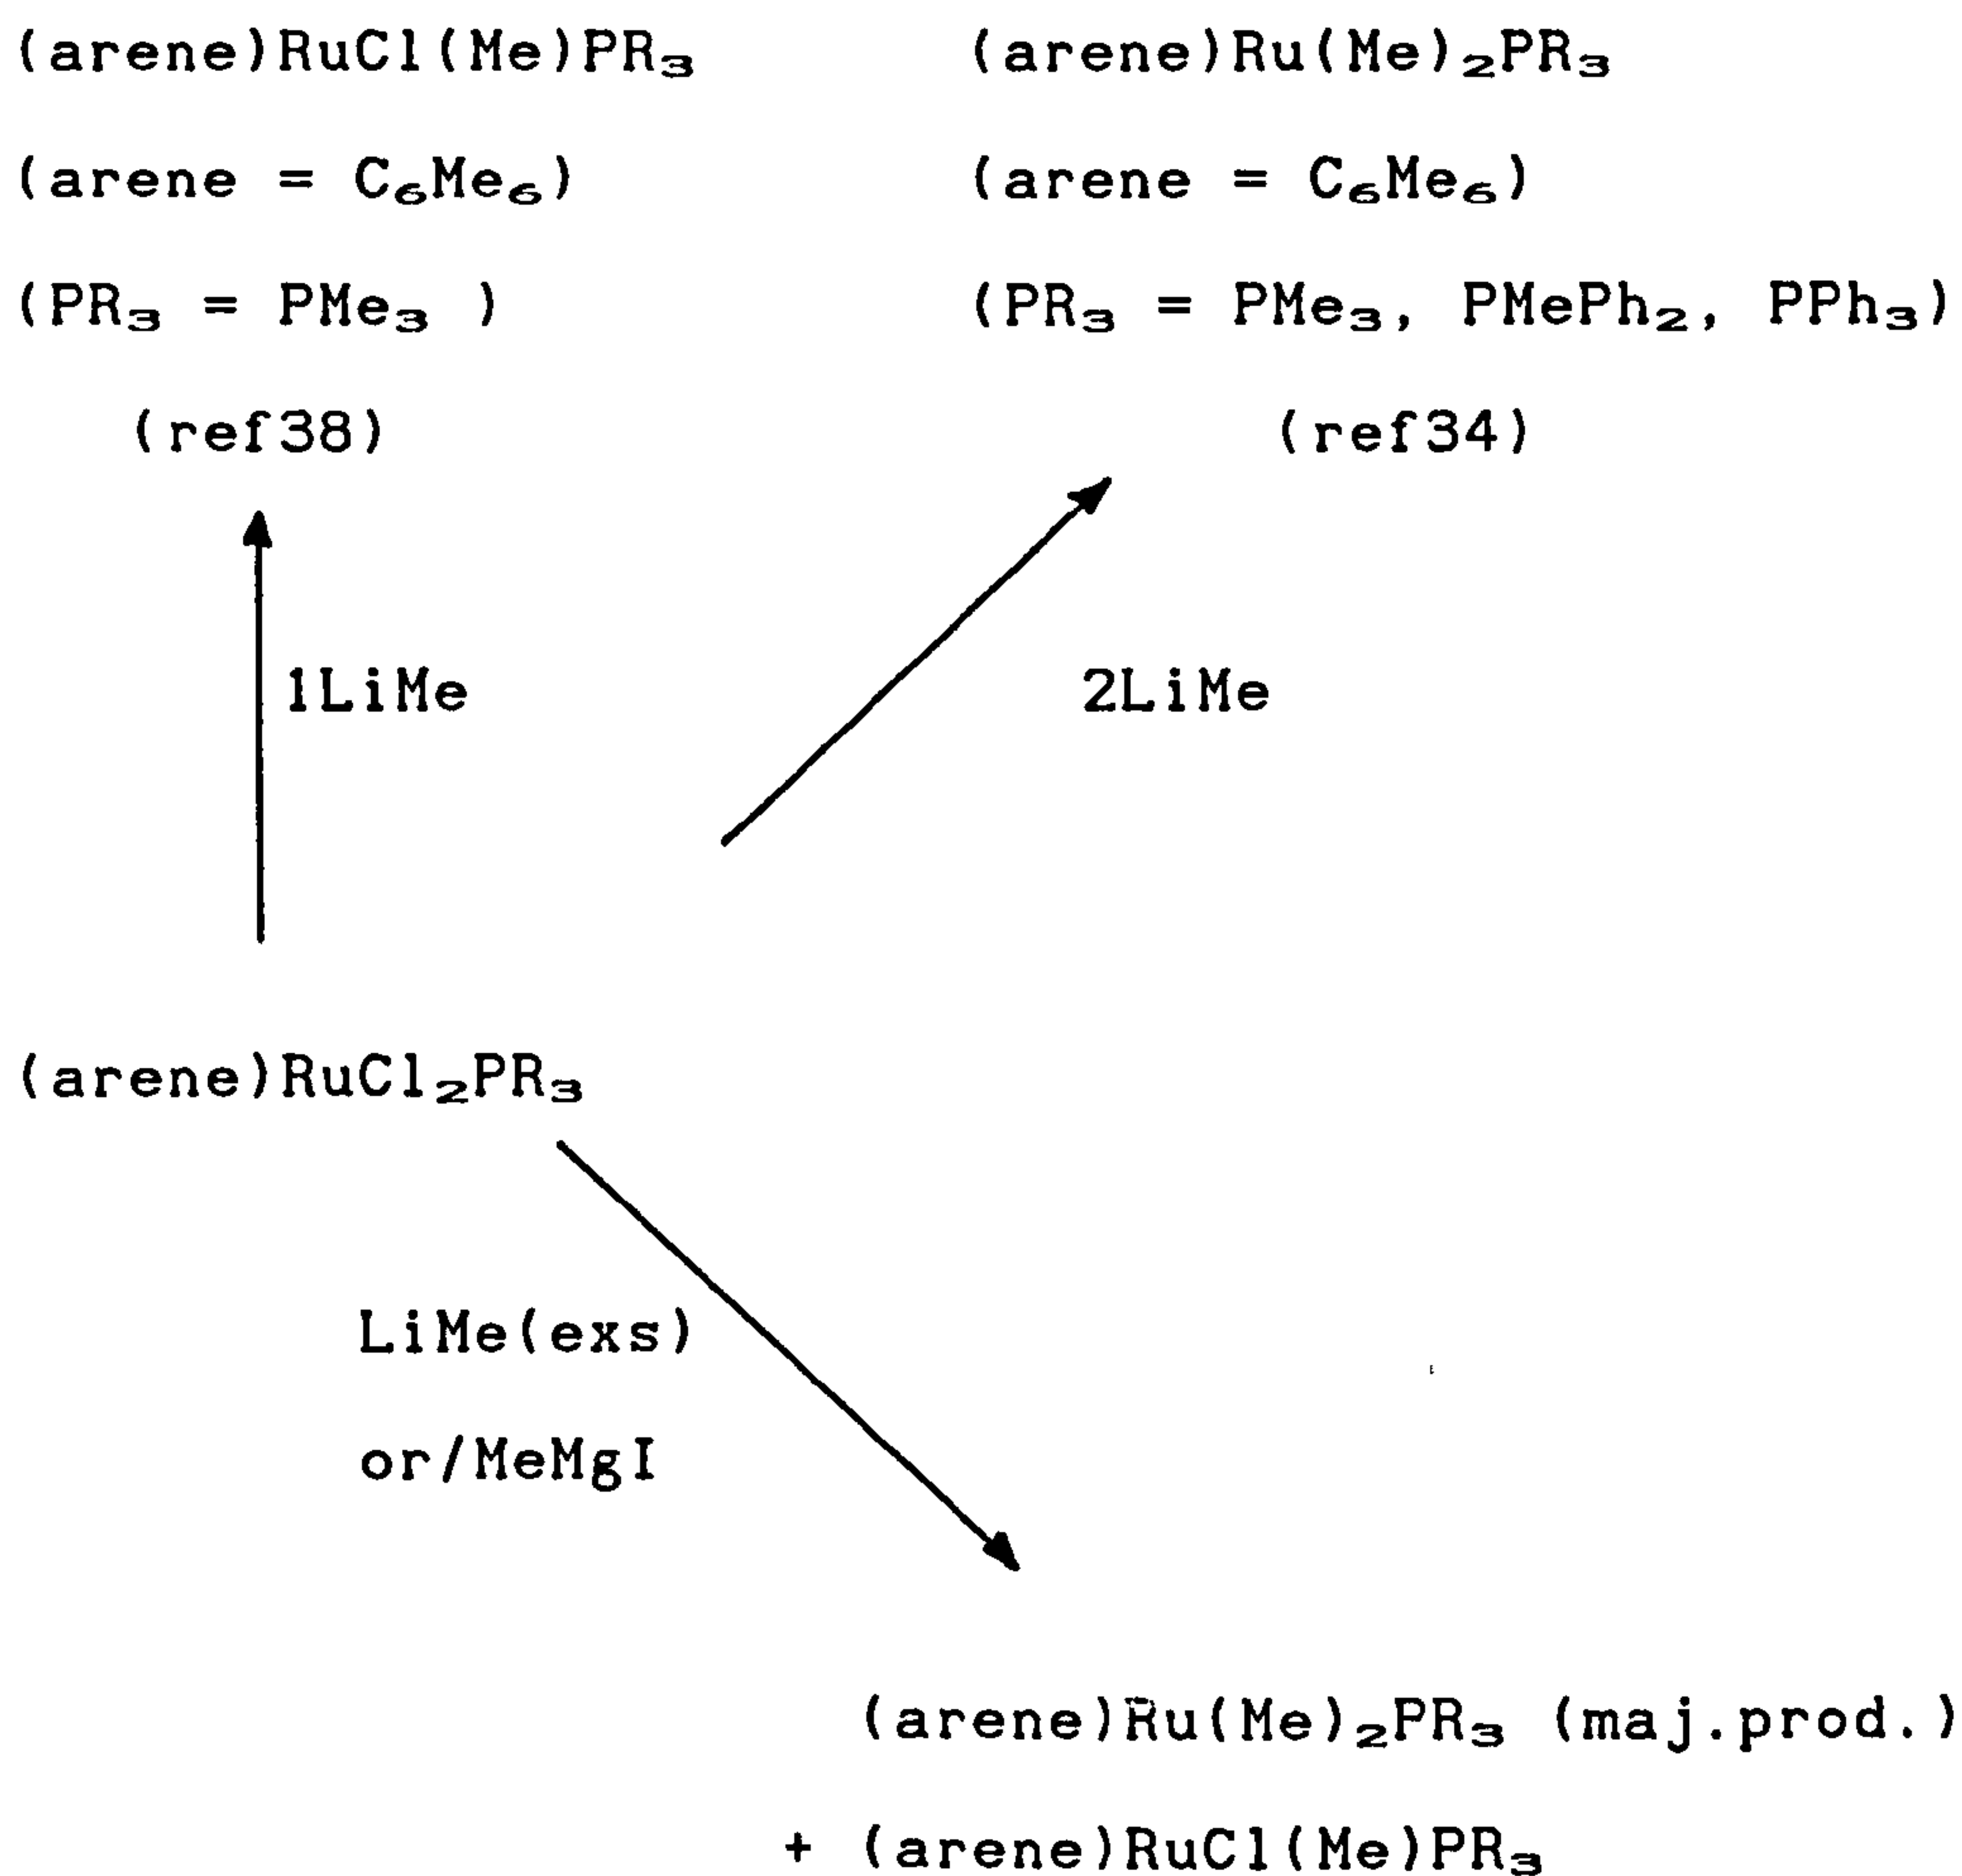 (arene)RuCl(Me)PR₃
(arene = C₆Me₆)
(PR₃ = PMe₃ )
(ref38)
(arene)Ru(Me)₂PR₃
(arene = C₆Me₆)
(PR₃ = PMe₃, PMePh₂, PPh₃)
(ref34)
1LiMe
2LiMe
(arene)RuCl₂PR₃
LiMe(exs)
or/MeMgI
(arene)Ru(Me)₂PR₃ (maj.prod.)
+ (arene)RuCl(Me)PR₃